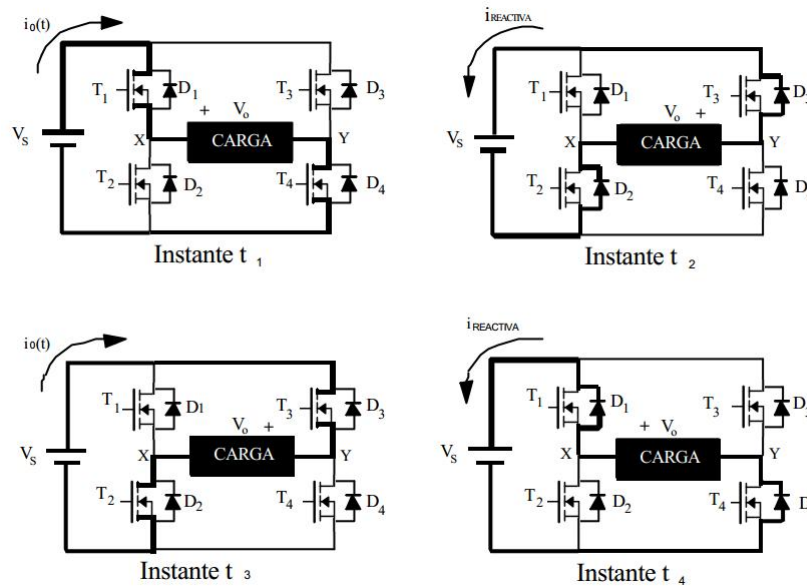 i₀(t)
T₁
D₁
T₃
D₃
+ Vₒ
Vₛ
X
CARGA
Y
T₂
D₂
T₄
D₄
Instante t ₁
i REACTIVA
T₁
D₁
T₃
Vₒ +
Vₛ
X
CARGA
Y
T₂
D₂
T₄
D
Instante t ₂
i₀(t)
T₁
D₁
T₃
D₃
Vₒ +
Vₛ
X
CARGA
Y
T₂
D₂
T₄
D₄
Instante t ₃
i REACTIVA
T₁
D₁
T₃
+ Vₒ
Vₛ
X
CARGA
Y
T₂
D₂
T₄
D
Instante t ₄